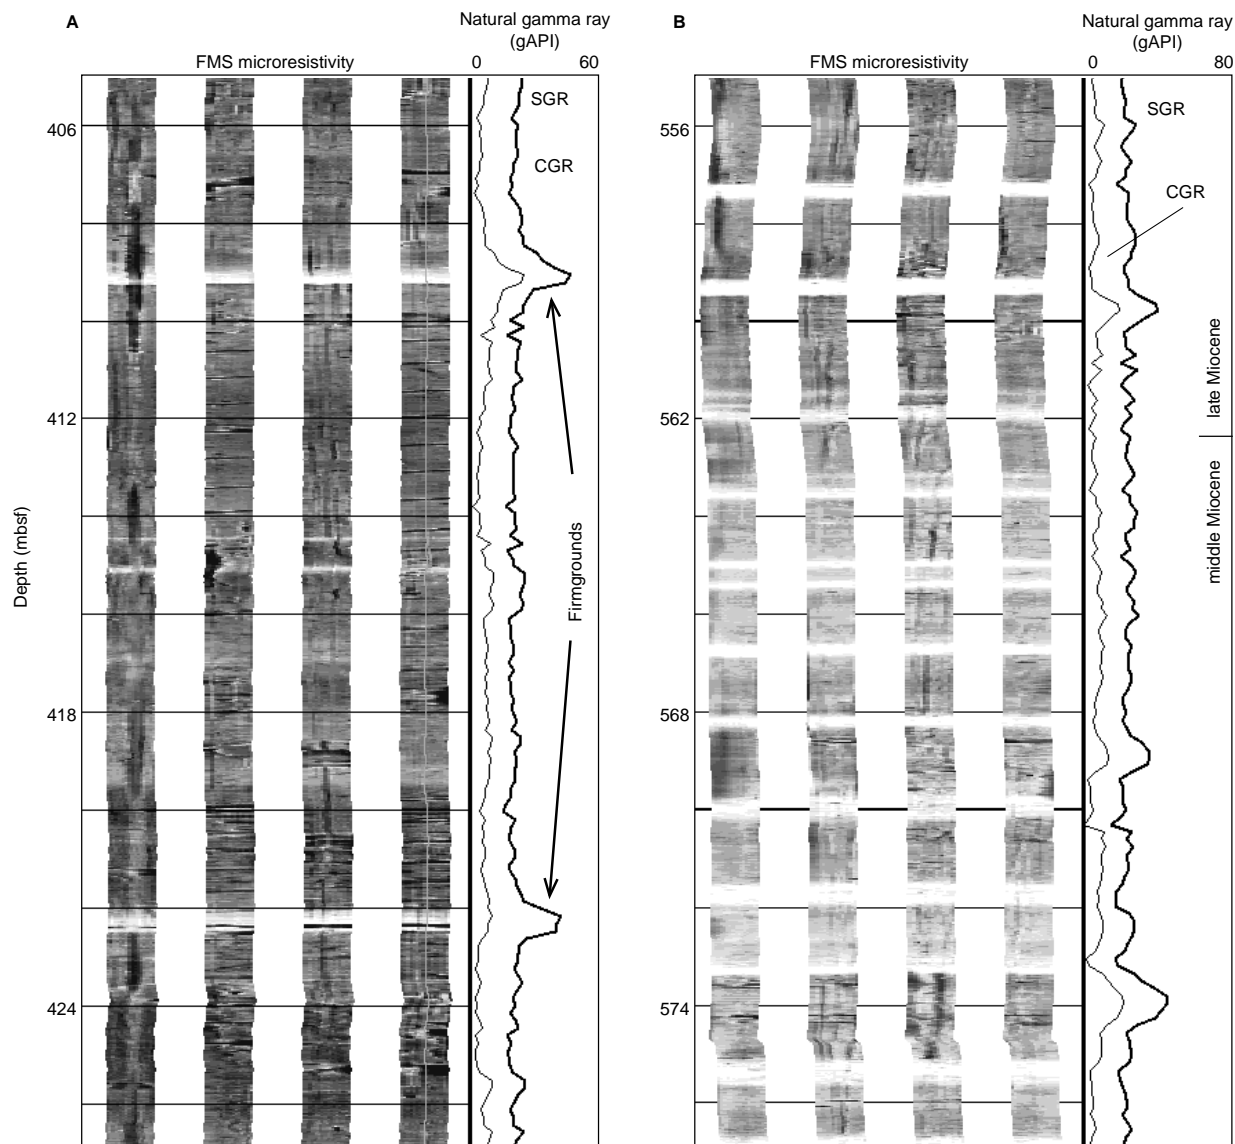 A
Natural gamma ray
(gAPI)
FMS microresistivity
0
60
SGR
CGR
406
412
418
424
Depth (mbsf)
Firmgrounds
B
Natural gamma ray
(gAPI)
FMS microresistivity
0
80
SGR
CGR
556
562
568
574
late Miocene
middle Miocene